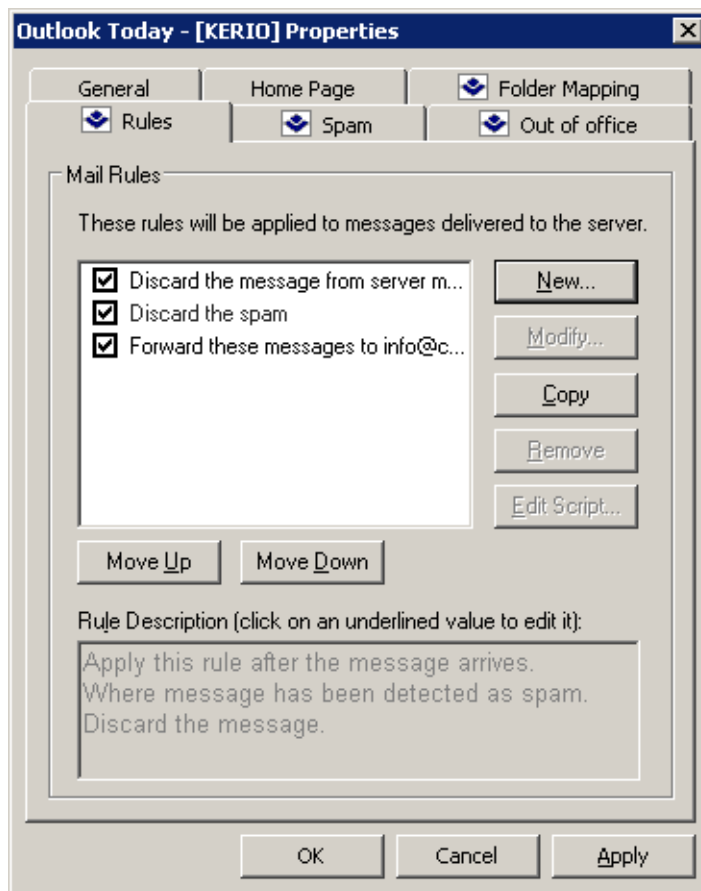 Outlook Today - [KERIO] Properties
General
Home Page
Folder Mapping
Rules
Spam
Out of office
Mail Rules
These rules will be applied to messages delivered to the server.
Discard the message from server m...
Discard the spam
Forward these messages to info@c...
New...
Modify...
Copy
Remove
Edit Script...
Move Up
Move Down
Rule Description (click on an underlined value to edit it):
Apply this rule after the message arrives.
Where message has been detected as spam.
Discard the message.
OK
Cancel
Apply